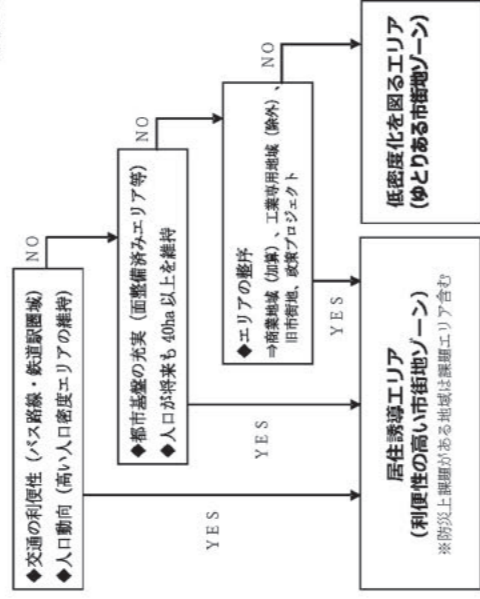 ◆交通の利便性（バス路線・鉄道駅圏域）
◆人口動向（高い人口密度エリアの維持）
NO
YES
◆都市基盤の充実（面整備済みエリア等）
◆人口が将来も40ha以上を維持
NO
YES
◆エリアの整序
⇒商業地域（加算）、工業専用地域（除外）、
旧市街地、政策プロジェクト
NO
YES
居住誘導エリア
（利便性の高い市街地ゾーン）
※防災上課題がある地域は課題エリア含む
低密度化を図るエリア
（ゆとりある市街地ゾーン）